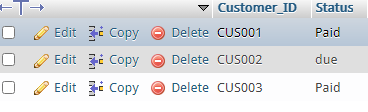 Customer_ID Status
Edit Copy Delete CUS001 Paid
Edit Copy Delete CUS002 due
Edit Copy Delete CUS003 Paid